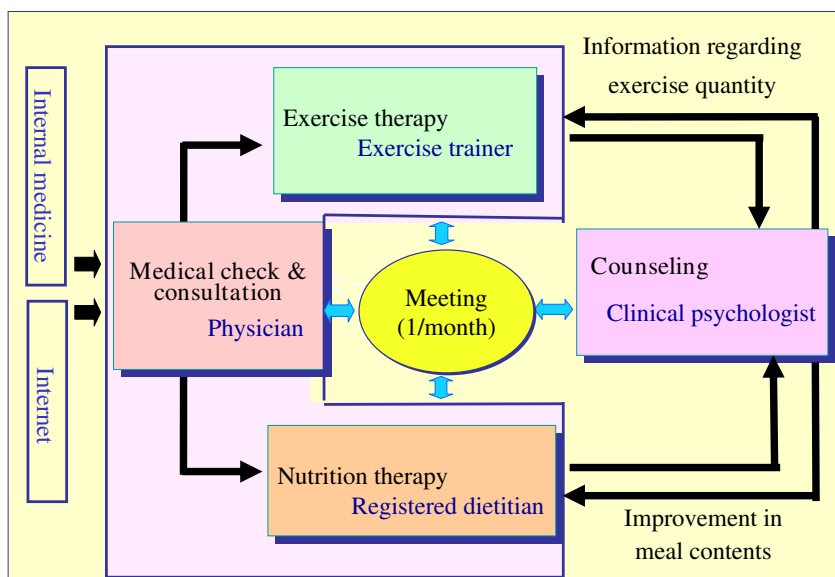 Internal medicine
Internet
Exercise therapy
Exercise trainer
Information regarding
exercise quantity
Medical check &
consultation
Physician
Meeting
(1/month)
Counseling
Clinical psychologist
Nutrition therapy
Registered dietitian
Improvement in
meal contents